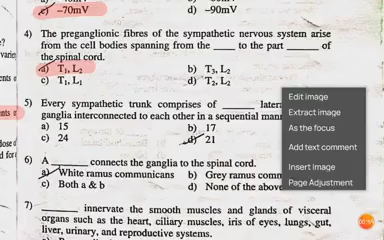 c) -70mV d) -90mV
4) The preganglionic fibres of the sympathetic nervous system arise
from the cell bodies spanning from the ____ to the part ____ of
the spinal cord.
a) T1, L2 b) T3, L2
c) T1, L1 d) T2, L2
5) Every sympathetic trunk comprises of ____
ganglia interconnected to each other in a sequential
a) 15 b) 17
c) 24 d) 21
6) A ____ connects the ganglia to the spinal cord.
a) White ramus communicans b) Grey ramus
c) Both a & b d) None of the above
7) ____ innervate the smooth muscles and glands of visceral
organs such as the heart, ciliary muscles, iris of eyes, lungs, gut,
liver, urinary, and reproductive systems.
Edit image
Extract image
As the focus
Add text comment
Insert Image
Page Adjustment